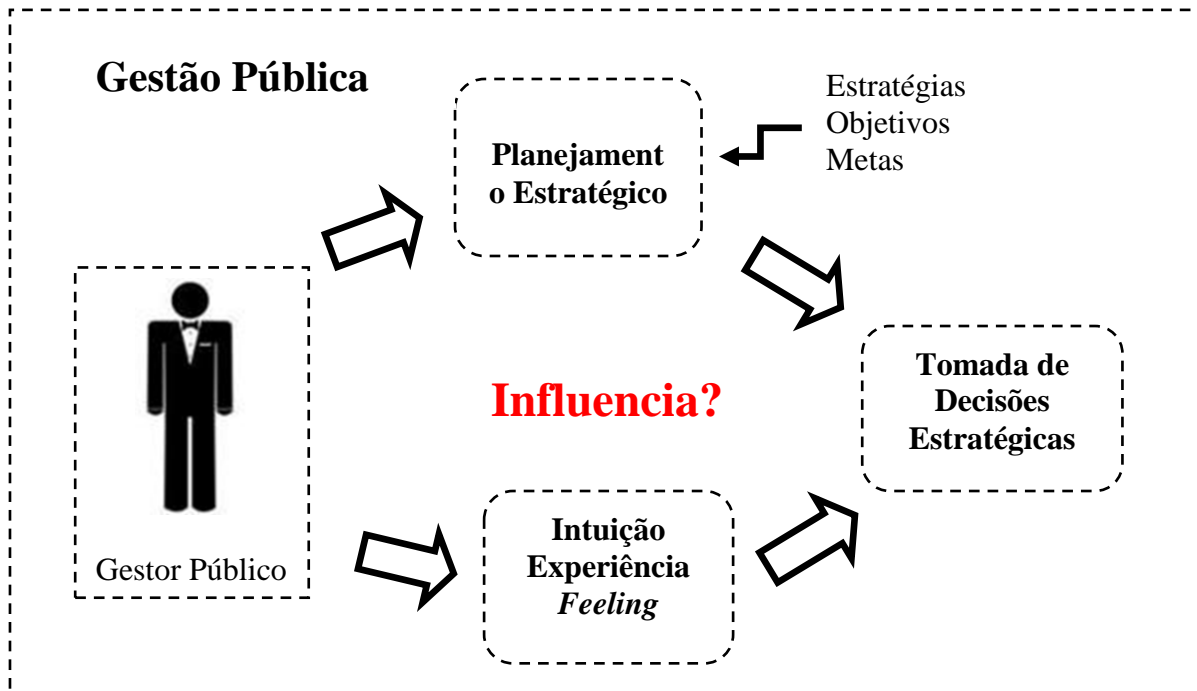 Gestão Pública
Estratégias
Objetivos
Metas
Planejament
o Estratégico
Tomada de
Decisões
Estratégicas
Influencia?
Intuição
Experiência
Feeling
Gestor Público